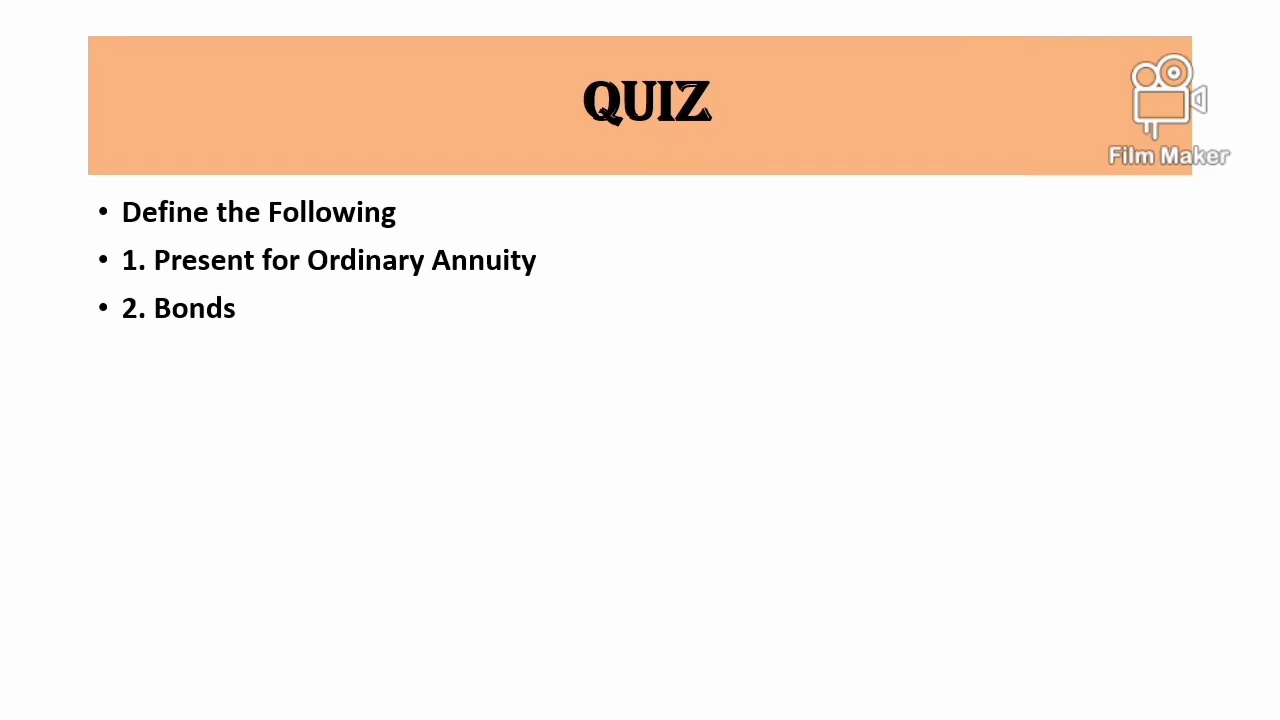 QUIZ
Film Maker
• Define the Following
• 1. Present for Ordinary Annuity
• 2. Bonds